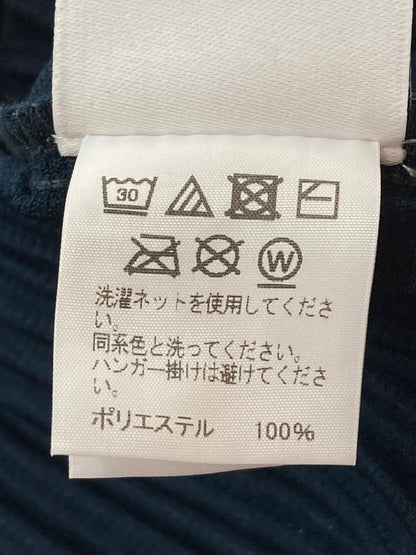 30
W
洗濯ネットを使用してくださ
い。
同系色と洗ってください。
ハンガー掛けは避けてくださ
い。
ポリエステル 100%